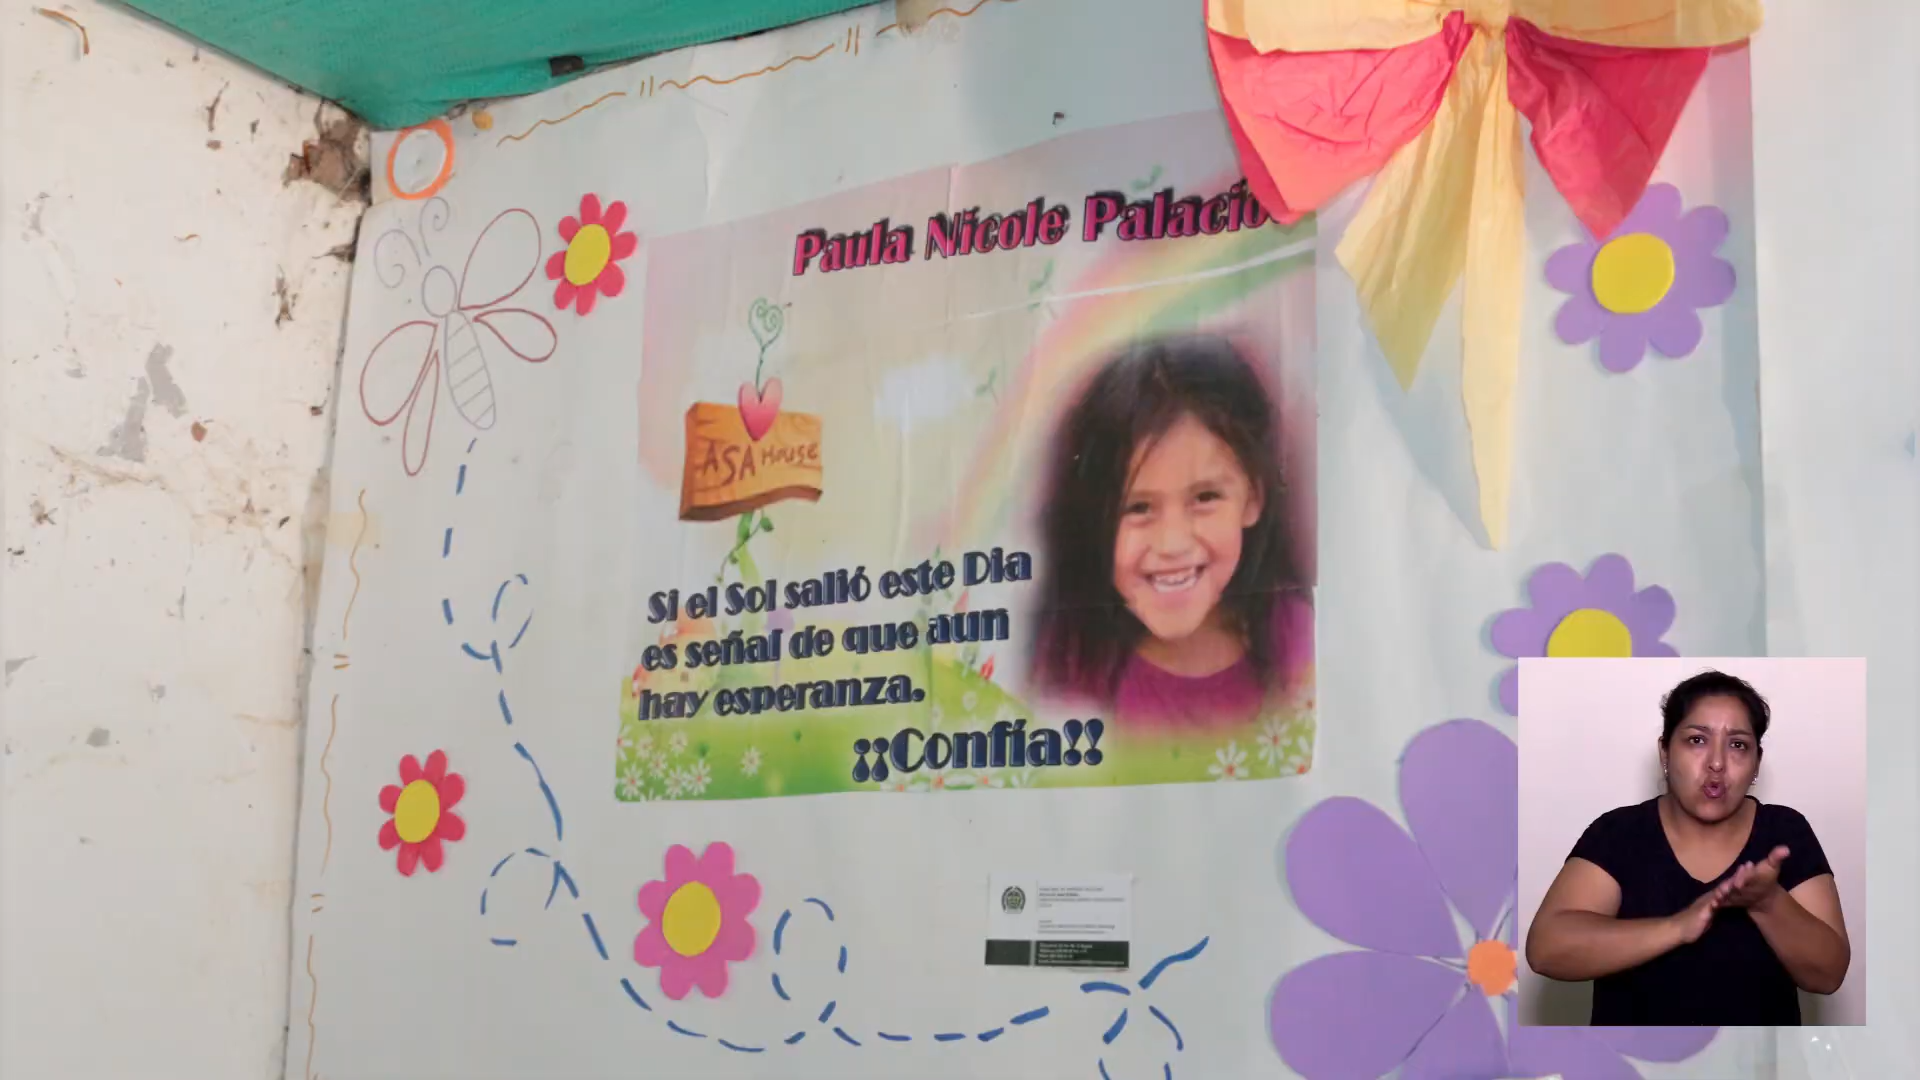 Paula Nicole Palacio
ASA House
Si el Sol salió este Dia
es señal de que aun
hay esperanza.
¡¡Confía!!